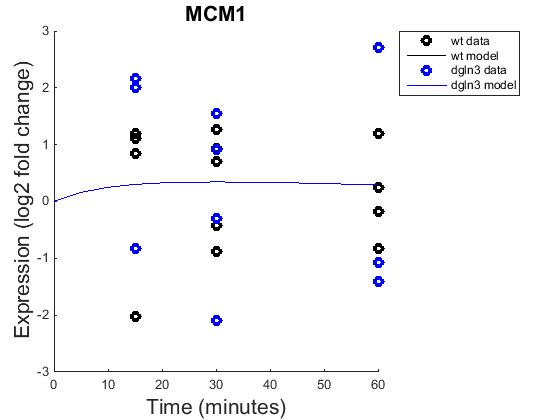 MCM1
3
2
1
0
-1
-2
-3
Expression (log2 fold change)
0 10 20 30 40 50 60
Time (minutes)
wt data
wt model
dgln3 data
dgln3 model